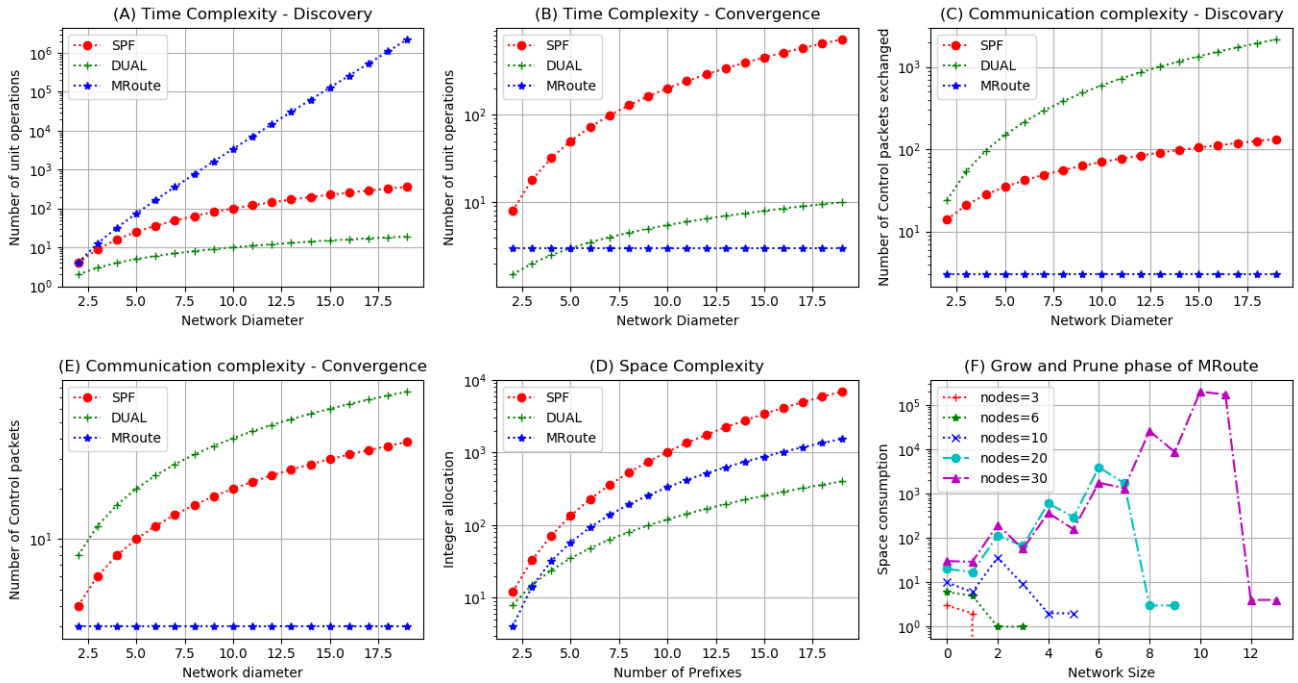 (A) Time Complexity - Discovery
Number of unit operations
10^6
10^5
10^4
10^3
10^2
10^1
10^0
SPF
DUAL
MRoute
2.5 5.0 7.5 10.0 12.5 15.0 17.5
Network Diameter
(B) Time Complexity - Convergence
Number of unit operations
10^2
10^1
SPF
DUAL
MRoute
2.5 5.0 7.5 10.0 12.5 15.0 17.5
Network Diameter
(C) Communication complexity - Discovary
Number of Control packets exchanged
10^3
10^2
10^1
SPF
DUAL
MRoute
2.5 5.0 7.5 10.0 12.5 15.0 17.5
Network Diameter
(E) Communication complexity - Convergence
Number of Control packets
10^1
SPF
DUAL
MRoute
2.5 5.0 7.5 10.0 12.5 15.0 17.5
Network diameter
(D) Space Complexity
Integer allocation
10^4
10^3
10^2
10^1
SPF
DUAL
MRoute
2.5 5.0 7.5 10.0 12.5 15.0 17.5
Number of Prefixes
(F) Grow and Prune phase of MRoute
Space consumption
10^5
10^4
10^3
10^2
10^1
10^0
nodes=3
nodes=6
nodes=10
nodes=20
nodes=30
0 2 4 6 8 10 12
Network Size